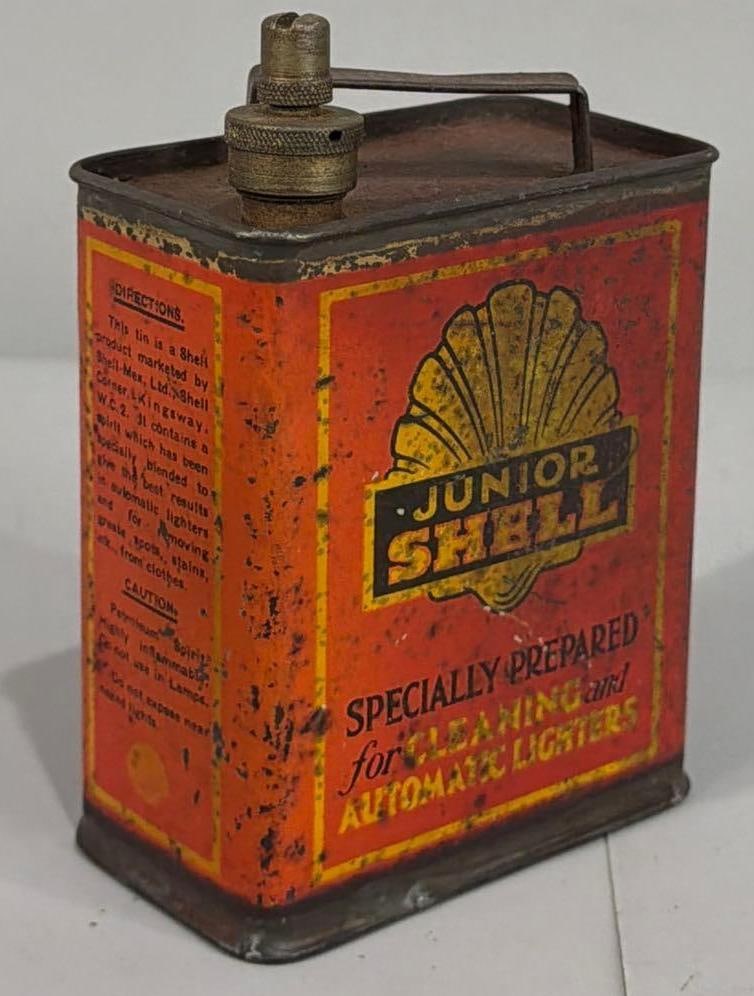 DIRECTIONS.
This tin is a Shell
product marketed by
Shell-Mex, Ltd., Shell
Corner, Kingsway,
W.C.2. It contains a
spirit which has been
specially blended to
give the best results
in automatic lighters
and for removing
grease spots, stains,
etc., from clothes.
CAUTION.
Petroleum Spirit
Highly inflammable
Do not use in Lamps.
Do not expose near
naked lights.
JUNIOR
SHELL
SPECIALLY PREPARED
for CLEANING and
AUTOMATIC LIGHTERS